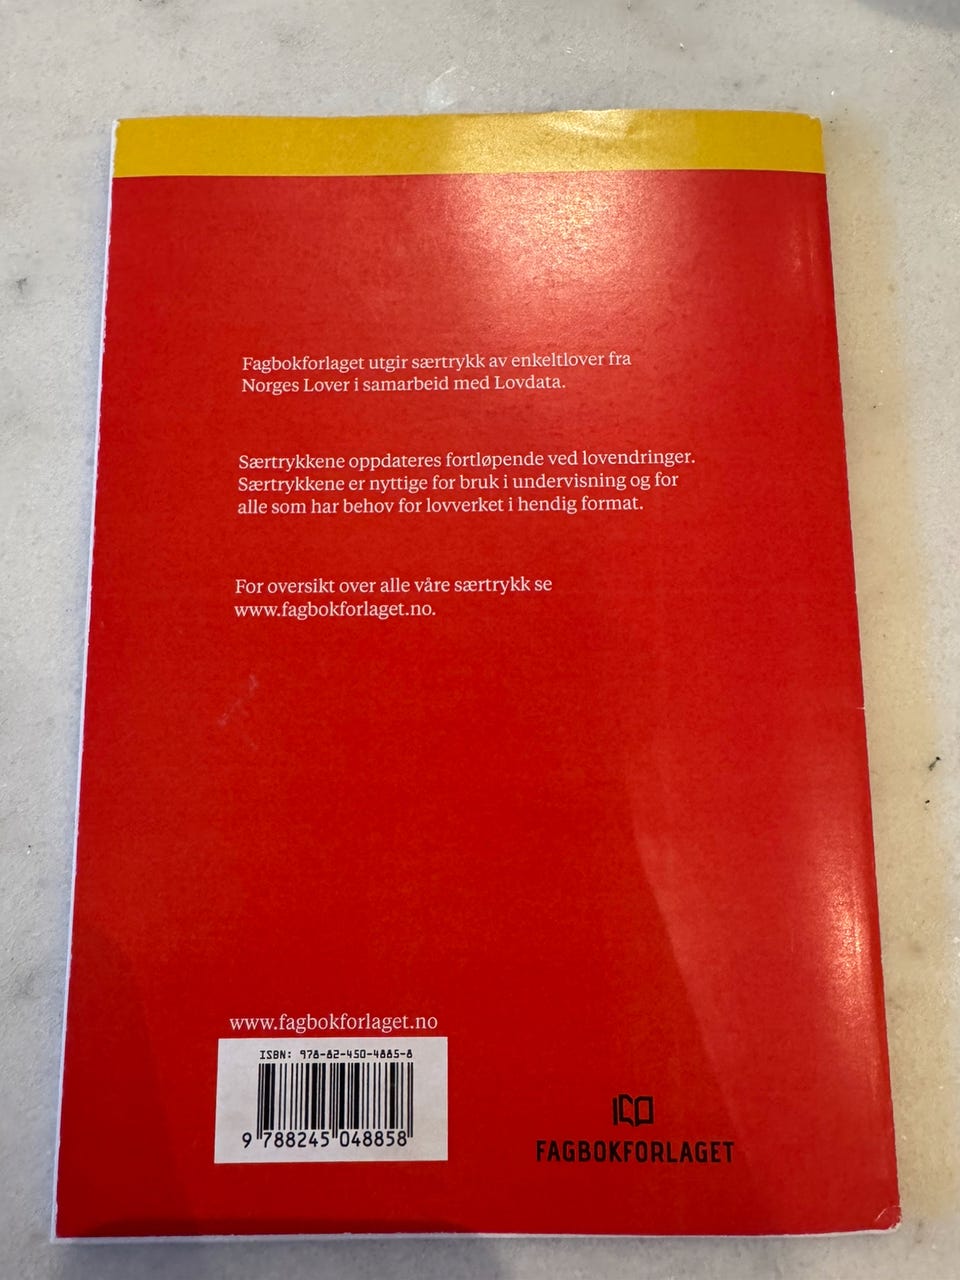 Fagbokforlaget utgir særtrykk av enkeltlover fra
Norges Lover i samarbeid med Lovdata.
Særtrykkene oppdateres fortløpende ved lovendringer.
Særtrykkene er nyttige for bruk i undervisning og for
alle som har behov for lovverket i hendig format.
For oversikt over alle våre særtrykk se
www.fagbokforlaget.no.
www.fagbokforlaget.no
ISBN: 978-82-450-4885-8
9 788245 048858
FAGBOKFORLAGET